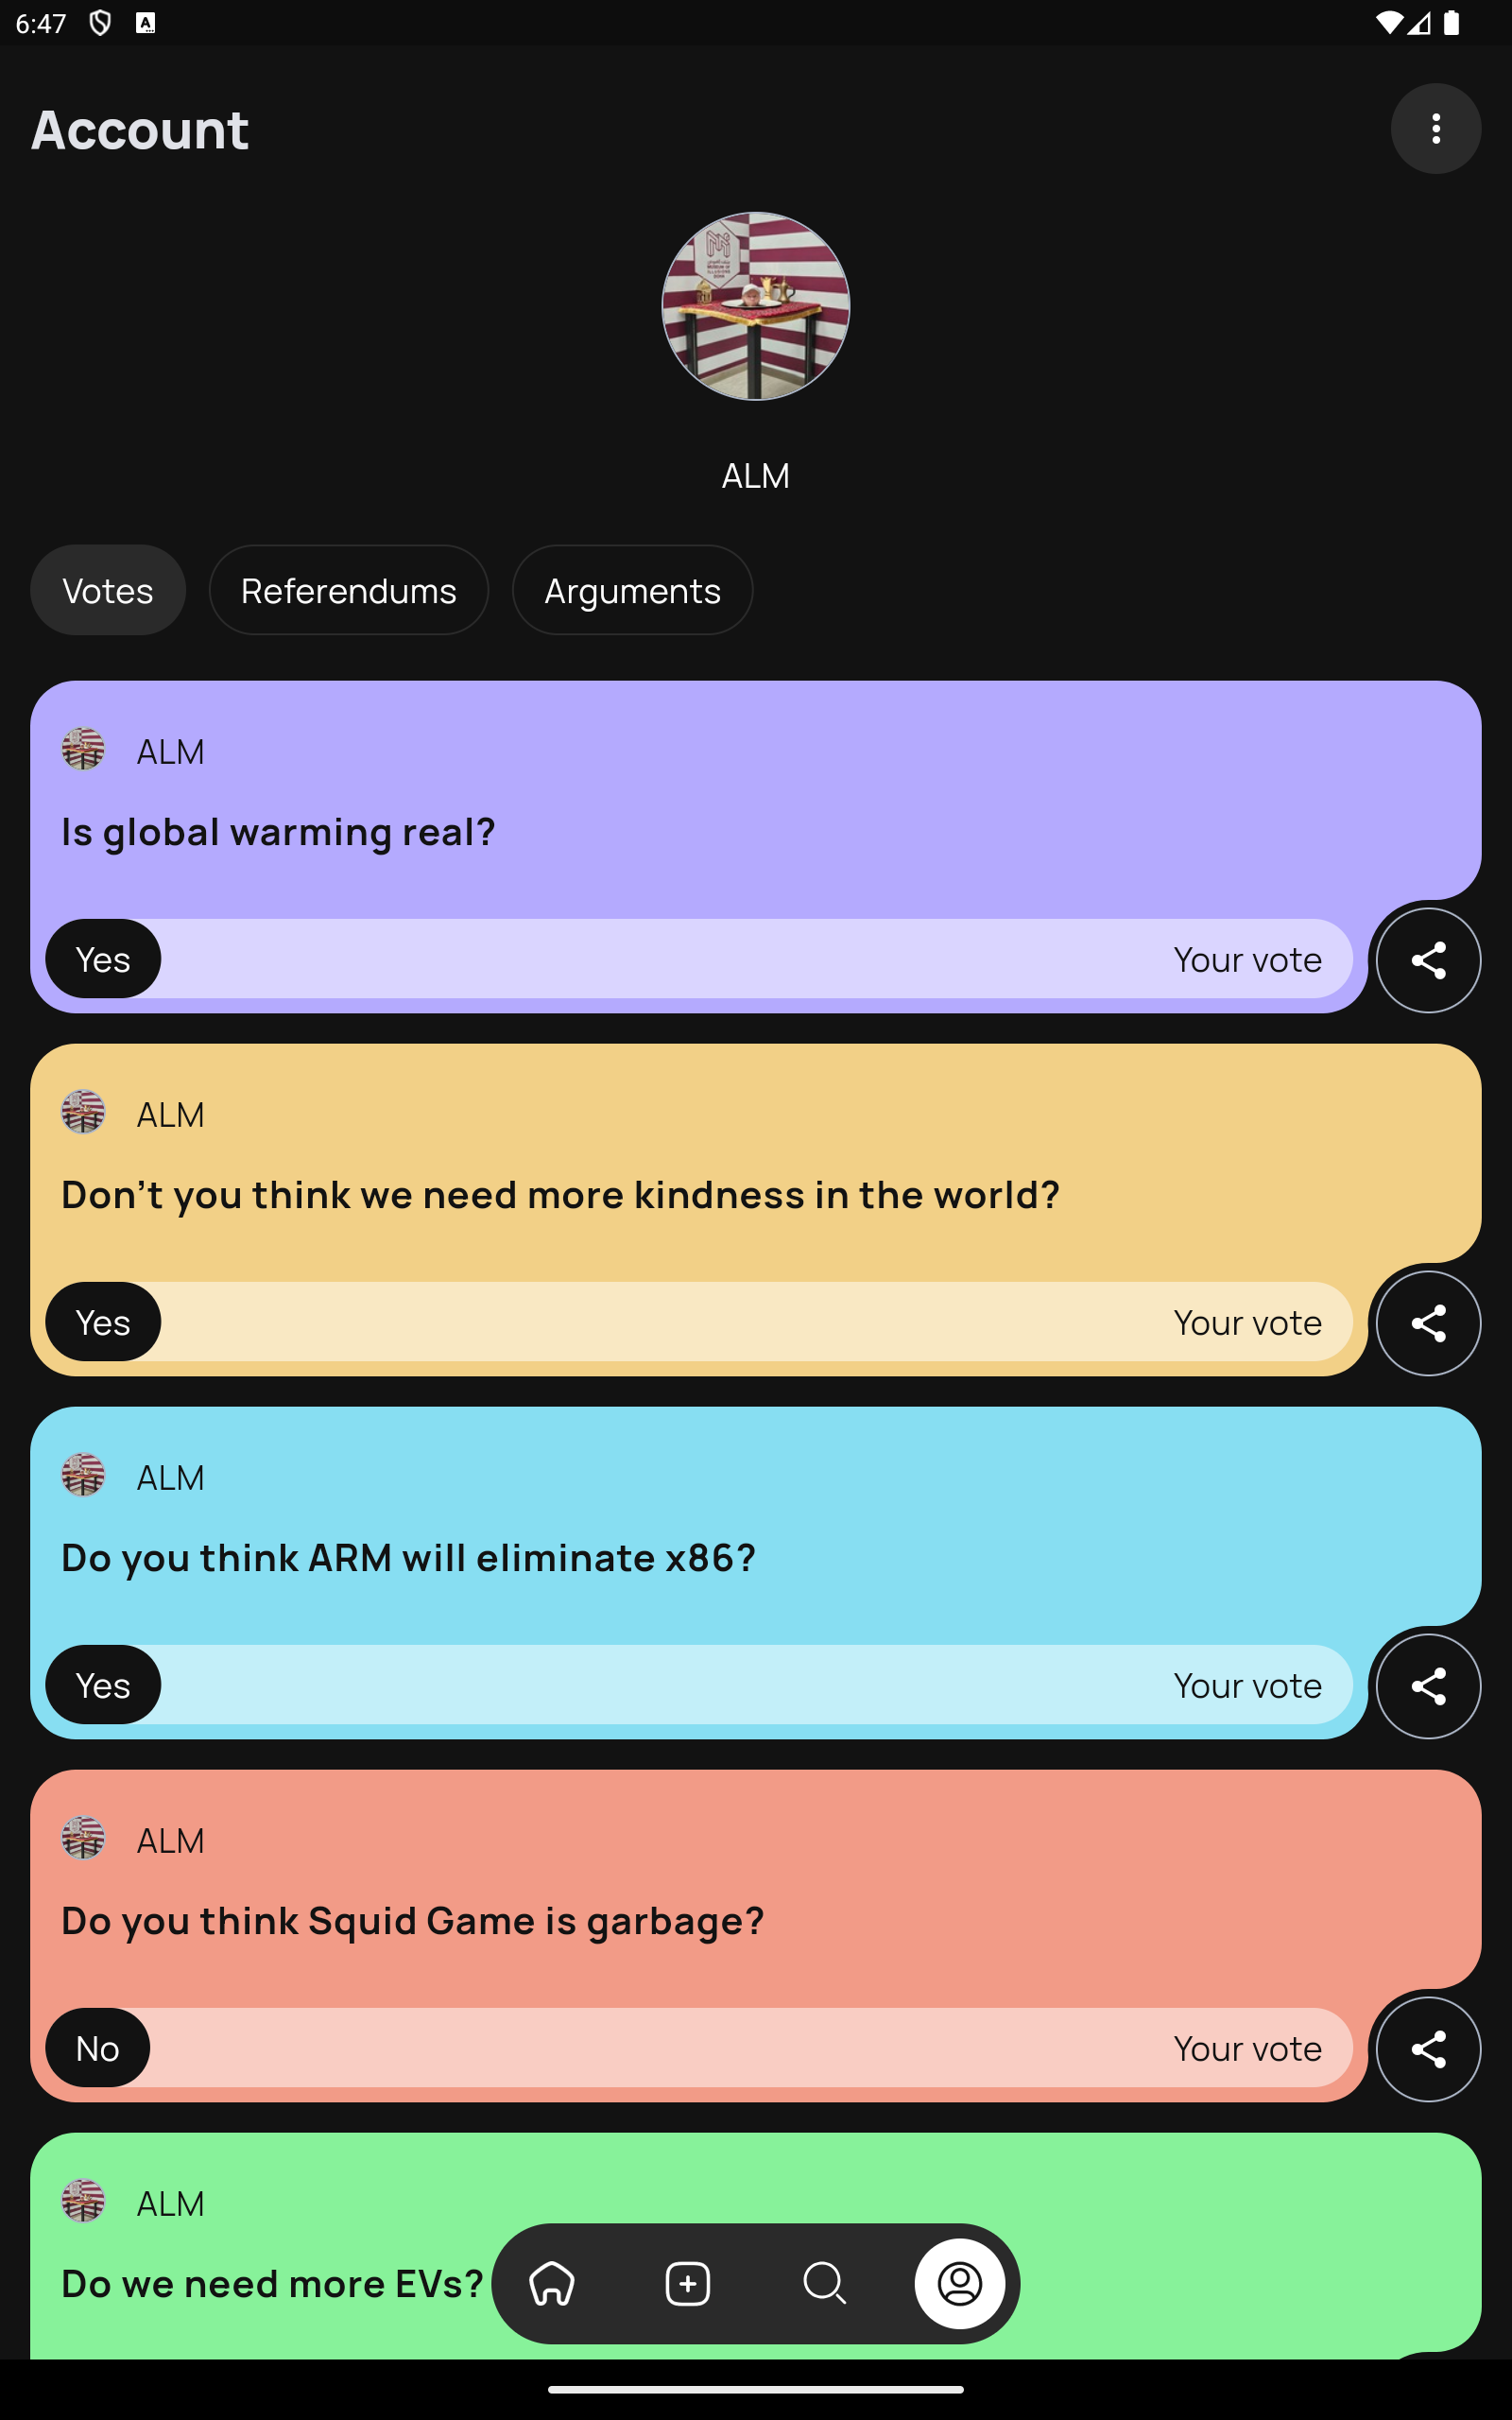 6:47
A
Account
ALM
Votes
Referendums
Arguments
ALM
Is global warming real?
Yes
Your vote
ALM
Don't you think we need more kindness in the world?
Yes
Your vote
ALM
Do you think ARM will eliminate x86?
Yes
Your vote
ALM
Do you think Squid Game is garbage?
No
Your vote
ALM
Do we need more EVs?